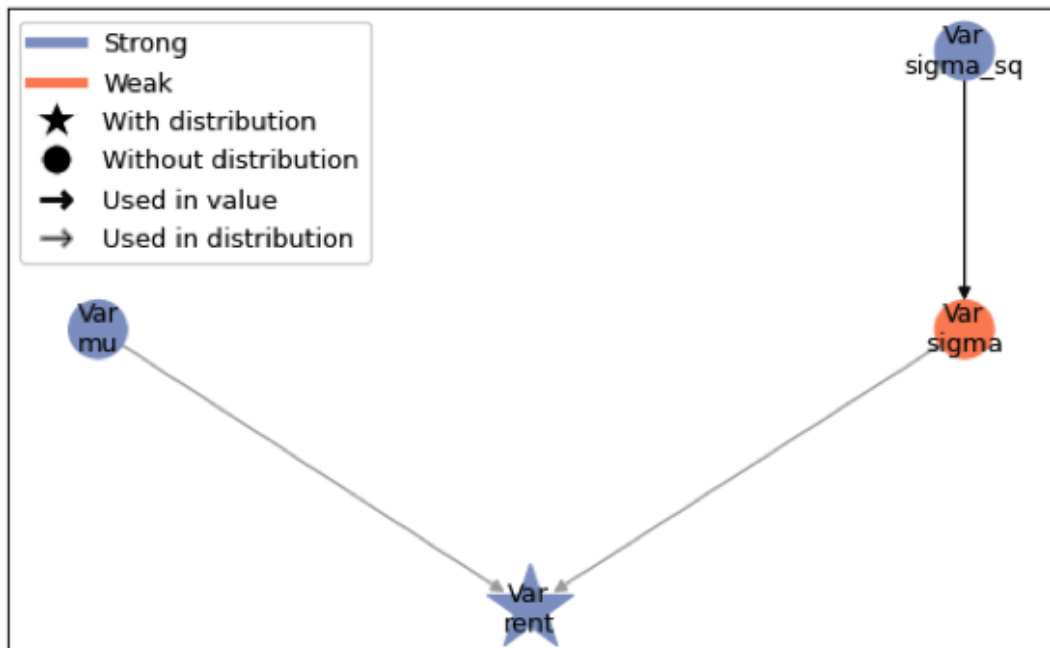 Strong
Weak
With distribution
Without distribution
Used in value
Used in distribution
Var
sigma_sq
Var
mu
Var
sigma
Var
rent